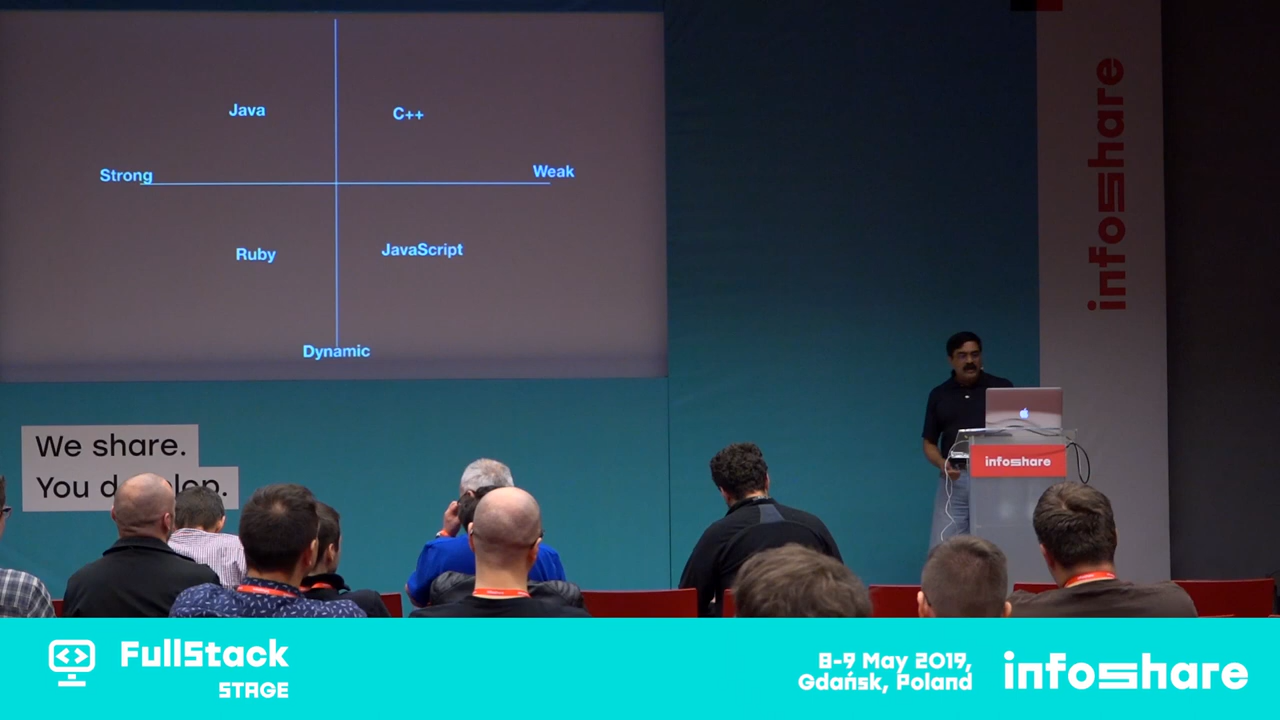 Java
C++
Strong
Weak
Ruby
JavaScript
Dynamic
infoshare
infoshare
We share.
You d lop.
FullStack
STAGE
8-9 May 2019,
Gdańsk, Poland
infoshare